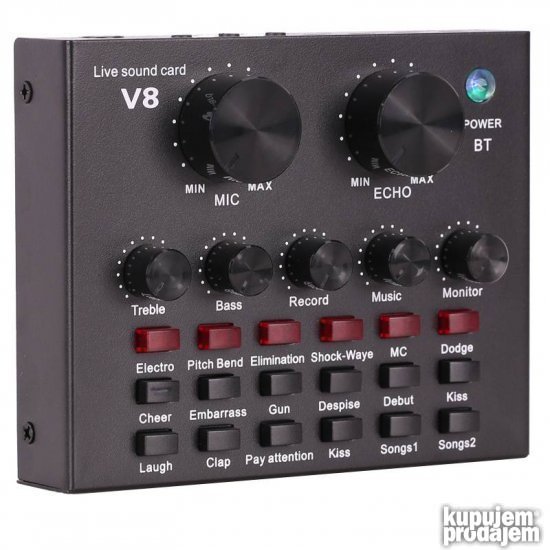 Live sound card
V8
POWER
BT
MIN MAX
MIC
MIN MAX
ECHO
Treble Bass Record Music Monitor
Electro Pitch Bend Elimination Shock-Waye MC Dodge
Cheer Embarrass Gun Despise Debut Kiss
Laugh Clap Pay attention Kiss Songs1 Songs2
kupujem
prodajem